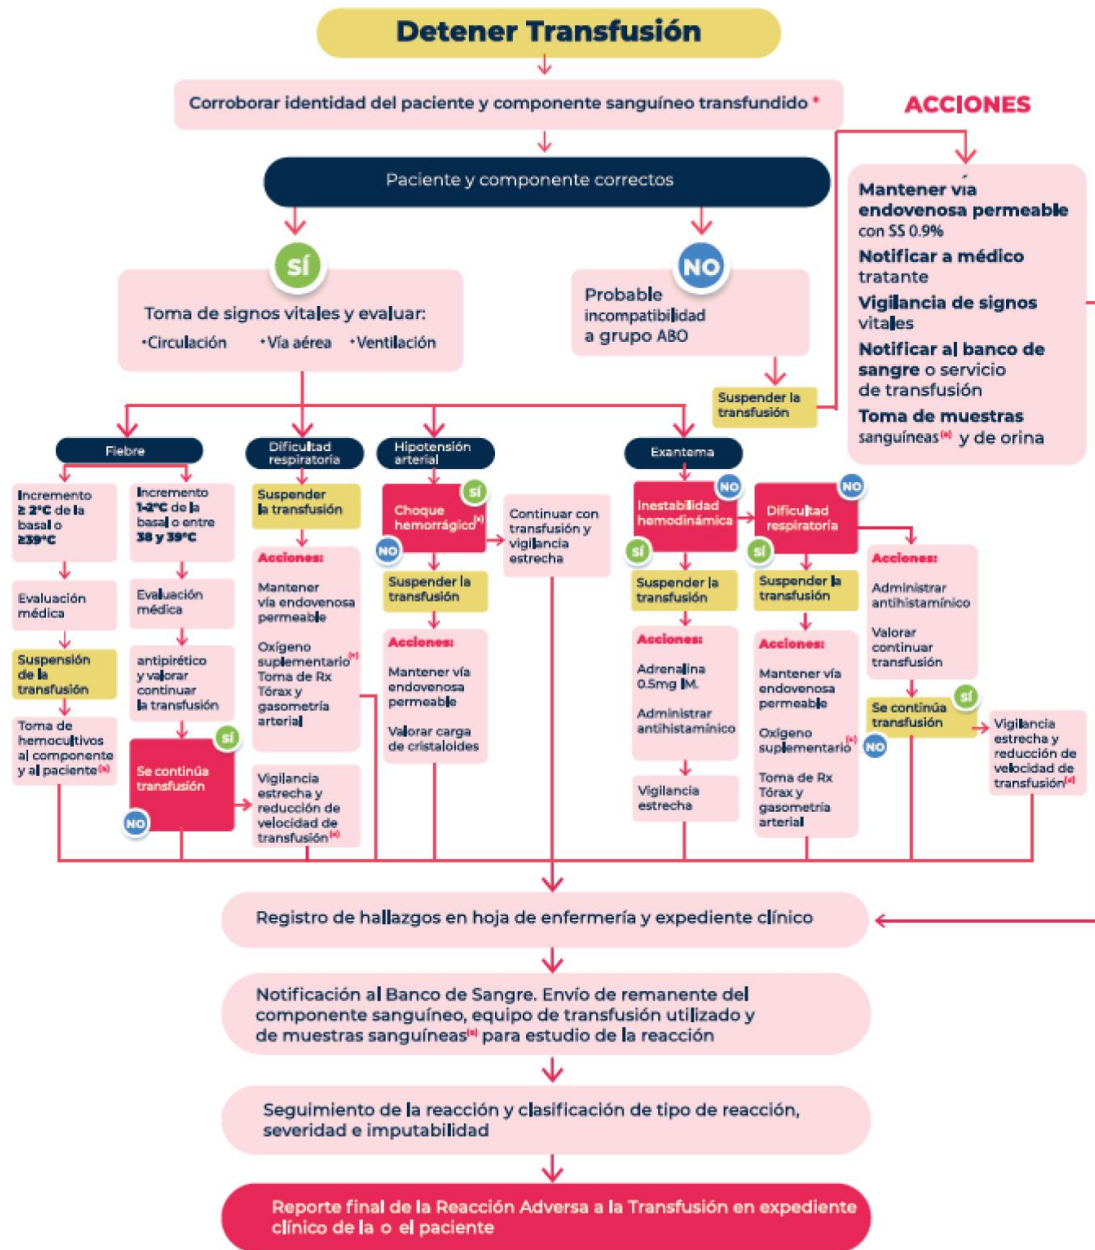 Detener Transfusión
Corroborar identidad del paciente y componente sanguíneo transfundido *
ACCIONES
Paciente y componente correctos
Mantener vía
endovenosa permeable
con SS 0.9%
Notificar a médico
tratante
Vigilancia de signos
vitales
Notificar al banco de
sangre o servicio
de transfusión
Toma de muestras
sanguíneas y de orina
SÍ
NO
Toma de signos vitales y evaluar:
•Circulación •Vía aérea •Ventilación
Probable
incompatibilidad
a grupo ABO
Suspender la
transfusión
Fiebre
Incremento
≥ 2°C de la
basal o
≥39°C
Evaluación
médica
Suspensión
de la
transfusión
Toma de
hemocultivos
al componente
y al paciente
Incremento
1-2°C de la
basal o entre
38 y 39°C
Evaluación
médica
antipirético
y valorar
continuar
la transfusión
SÍ
Se continúa
transfusión
NO
Vigilancia
estrecha y
reducción de
velocidad de
transfusión
Dificultad
respiratoria
Suspender
la transfusión
Acciones:
Mantener
vía endovenosa
permeable
Oxígeno
suplementario
Toma de Rx
Tórax y
gasometría
arterial
Hipotensión
arterial
SÍ
Choque
hemorrágico
NO
Suspender la
transfusión
Acciones:
Mantener vía
endovenosa
permeable
Valorar carga
de cristaloides
Continuar con
transfusión y
vigilancia
estrecha
Exantema
NO
Inestabilidad
hemodinámica
SÍ
Suspender la
transfusión
Acciones:
Adrenalina
0.5mg IM.
Administrar
antihistamínico
Vigilancia
estrecha
NO
Dificultad
respiratoria
SÍ
Suspender la
transfusión
Acciones:
Mantener vía
endovenosa
permeable
Oxígeno
suplementario
Toma de Rx
Tórax y
gasometría
arterial
Acciones:
Administrar
antihistamínico
Valorar
continuar
transfusión
SÍ
Se continúa
transfusión
NO
Vigilancia
estrecha y
reducción de
velocidad de
transfusión
Registro de hallazgos en hoja de enfermería y expediente clínico
Notificación al Banco de Sangre. Envío de remanente del
componente sanguíneo, equipo de transfusión utilizado y
de muestras sanguíneas para estudio de la reacción
Seguimiento de la reacción y clasificación de tipo de reacción,
severidad e imputabilidad
Reporte final de la Reacción Adversa a la Transfusión en expediente
clínico de la o el paciente